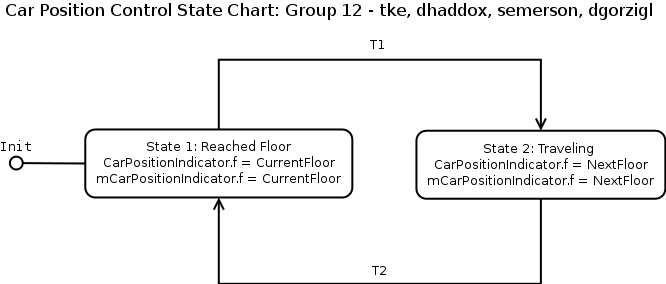 Car Position Control State Chart: Group 12 - tke, dhaddox, semerson, dgorzigl
T1
Init
State 1: Reached Floor
CarPositionIndicator.f = CurrentFloor
mCarPositionIndicator.f = CurrentFloor
State 2: Traveling
CarPositionIndicator.f = NextFloor
mCarPositionIndicator.f = NextFloor
T2